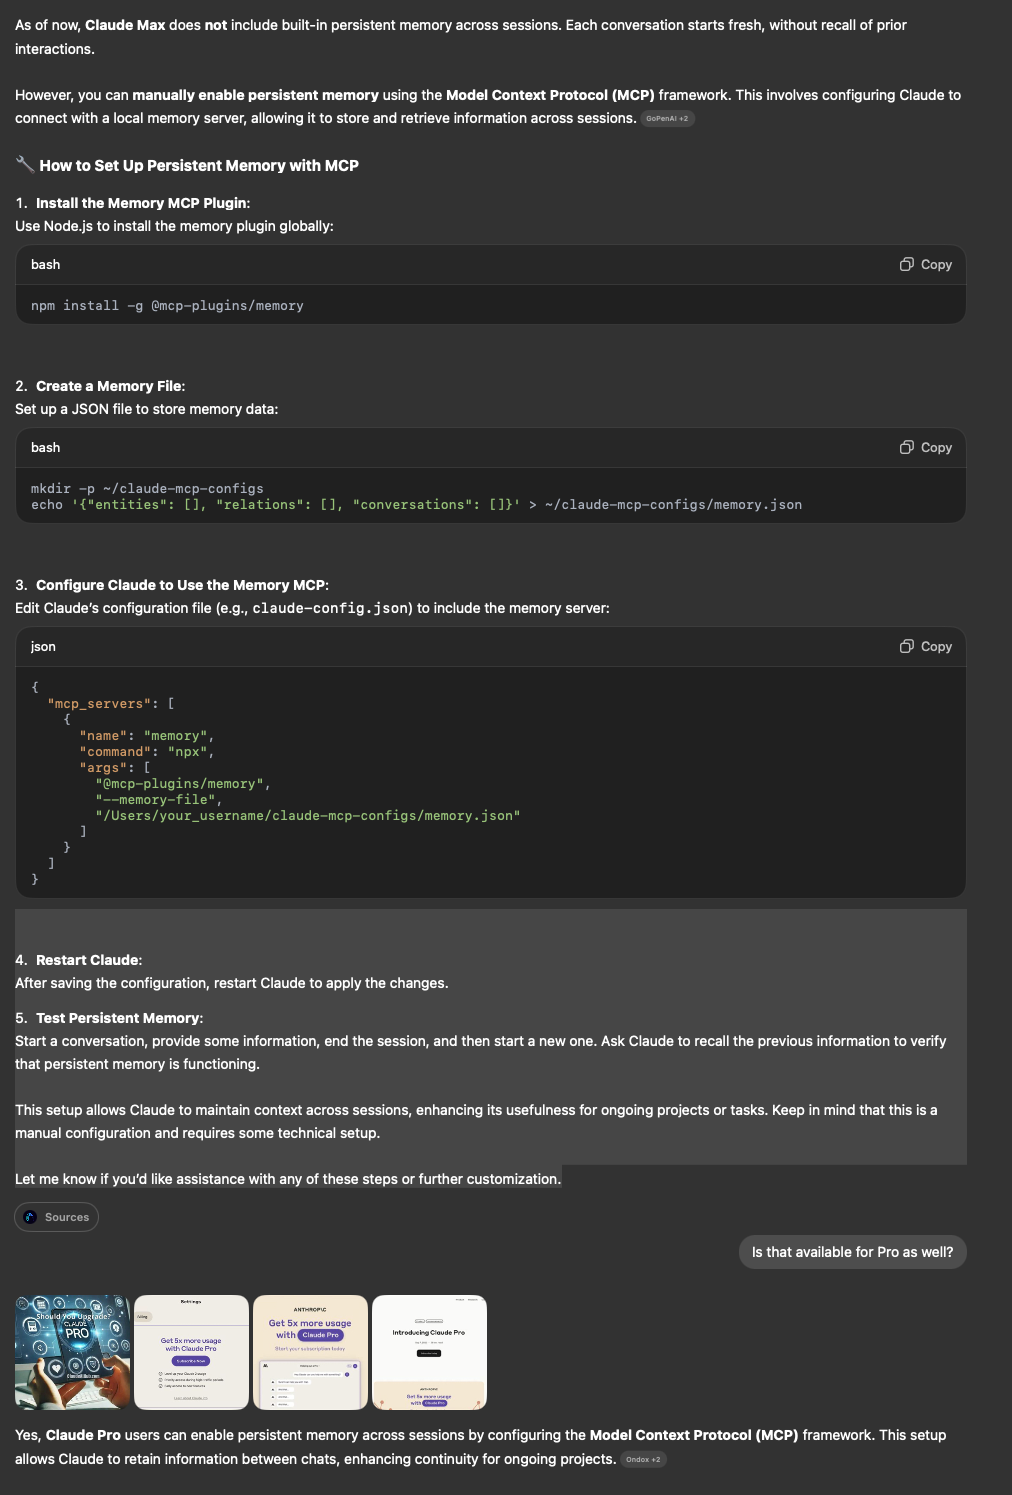 As of now, Claude Max does not include built-in persistent memory across sessions. Each conversation starts fresh, without recall of prior
interactions.
However, you can manually enable persistent memory using the Model Context Protocol (MCP) framework. This involves configuring Claude to
connect with a local memory server, allowing it to store and retrieve information across sessions. GoPenAI +2
How to Set Up Persistent Memory with MCP
1. Install the Memory MCP Plugin:
Use Node.js to install the memory plugin globally:
bash Copy
npm install -g @mcp-plugins/memory
2. Create a Memory File:
Set up a JSON file to store memory data:
bash Copy
mkdir -p ~/claude-mcp-configs
echo '{"entities": [], "relations": [], "conversations": []}' > ~/claude-mcp-configs/memory.json
3. Configure Claude to Use the Memory MCP:
Edit Claude’s configuration file (e.g., claude-config.json) to include the memory server:
json Copy
{
"mcp_servers": [
{
"name": "memory",
"command": "npx",
"args": [
"@mcp-plugins/memory",
"--memory-file",
"/Users/your_username/claude-mcp-configs/memory.json"
]
}
]
}
4. Restart Claude:
After saving the configuration, restart Claude to apply the changes.
5. Test Persistent Memory:
Start a conversation, provide some information, end the session, and then start a new one. Ask Claude to recall the previous information to verify
that persistent memory is functioning.
This setup allows Claude to maintain context across sessions, enhancing its usefulness for ongoing projects or tasks. Keep in mind that this is a
manual configuration and requires some technical setup.
Let me know if you’d like assistance with any of these steps or further customization.
Sources
Is that available for Pro as well?
Should You Upgrade?
CLAUDE
PRO
Settings
Get 5x more usage
with Claude Pro
Subscribe Now
ANTHROP\C
Get 5x more usage
with Claude Pro
Start your subscription today
Introducing Claude Pro
ANTHROP\C
Get 5x more usage
with Claude Pro
Yes, Claude Pro users can enable persistent memory across sessions by configuring the Model Context Protocol (MCP) framework. This setup
allows Claude to retain information between chats, enhancing continuity for ongoing projects. Ondox +2